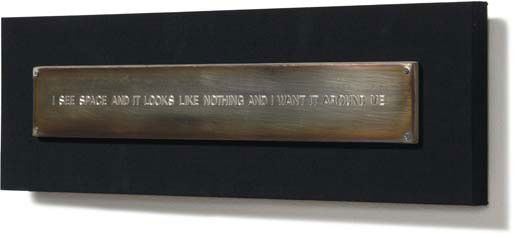 I SEE SPACE AND IT LOOKS LIKE NOTHING AND I WANT IT AROUND ME